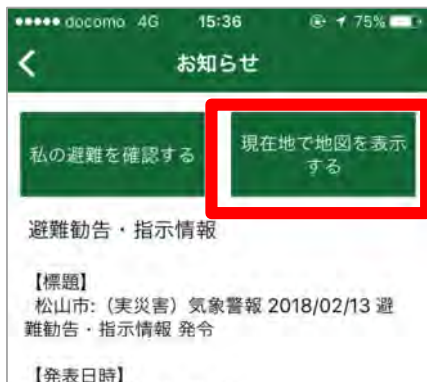 docomo 4G 15:36 75%
お知らせ
私の避難を確認する
現在地で地図を表示
する
避難勧告・指示情報
【標題】
松山市:（実災害）気象警報 2018/02/13 避
難勧告・指示情報 発令
【発表日時】